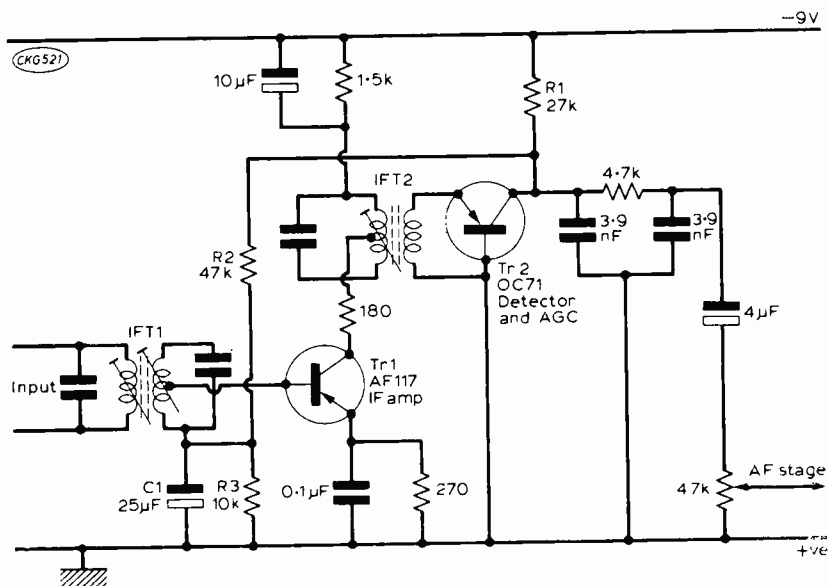 −9V
CKG521
10µF
1·5k
R1
27k
IFT2
4·7k
3·9
nF
3·9
nF
R2
47k
Tr2
OC71
Detector
and AGC
180
4µF
IFT1
Input
Tr1
AF117
IF amp
C1
25µF
R3
10k
0·1µF
270
47k
AF stage
+ve